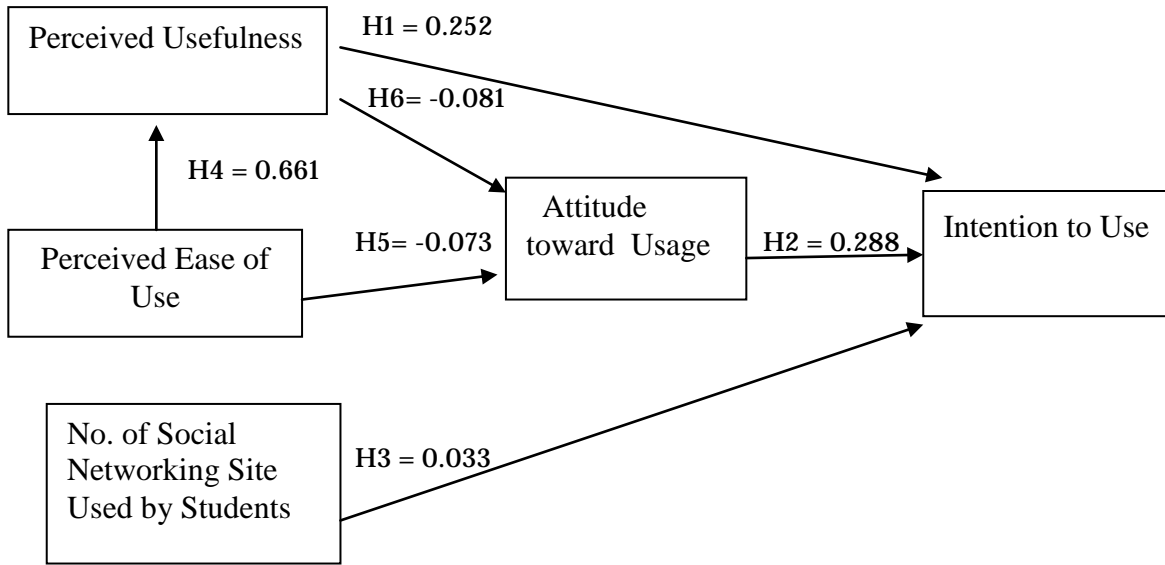 Perceived Usefulness
H1 = 0.252
H6= -0.081
H4 = 0.661
Attitude
toward Usage
Intention to Use
H5= -0.073
H2 = 0.288
Perceived Ease of
Use
No. of Social
Networking Site
Used by Students
H3 = 0.033